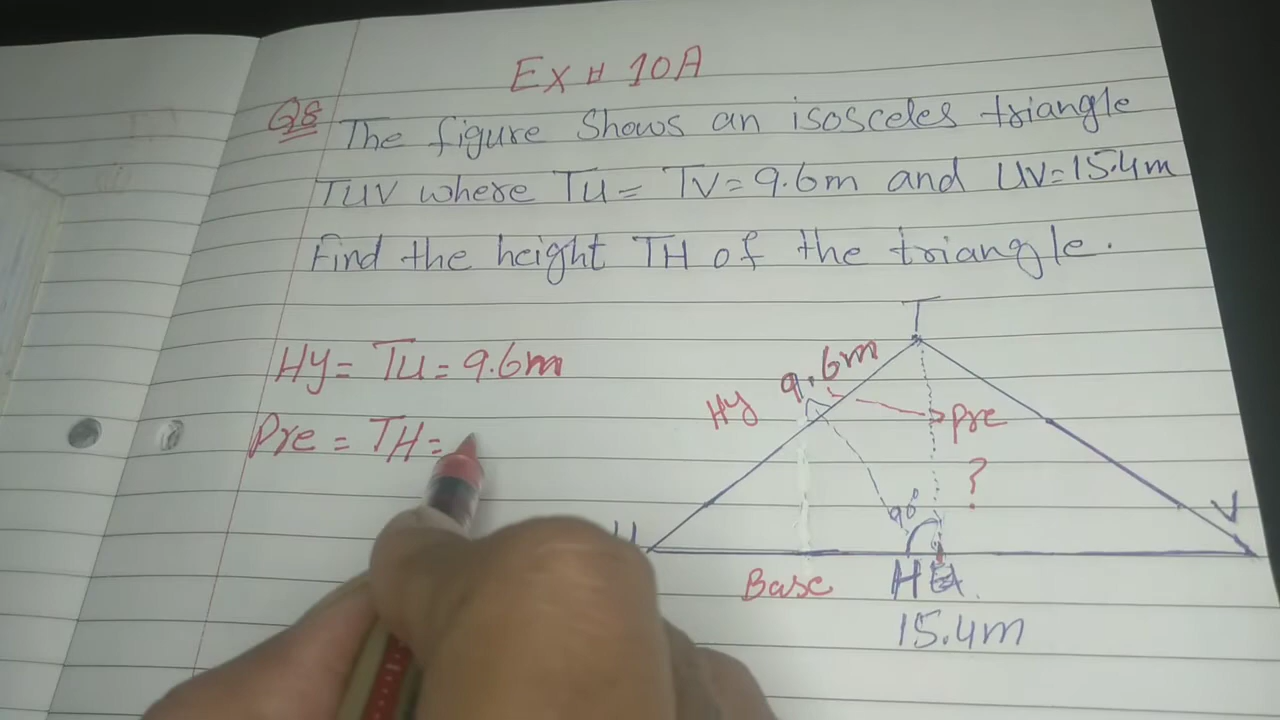 Ex # 10A
Q8 The figure Shows an isosceles triangle
TUV where TU = TV = 9.6m and UV = 15.4m
Find the height TH of the triangle.
T
Hy = TU = 9.6m
Hy 9.6m
Pre = TH =
Pre
?
90°
U
V
Base H
15.4m